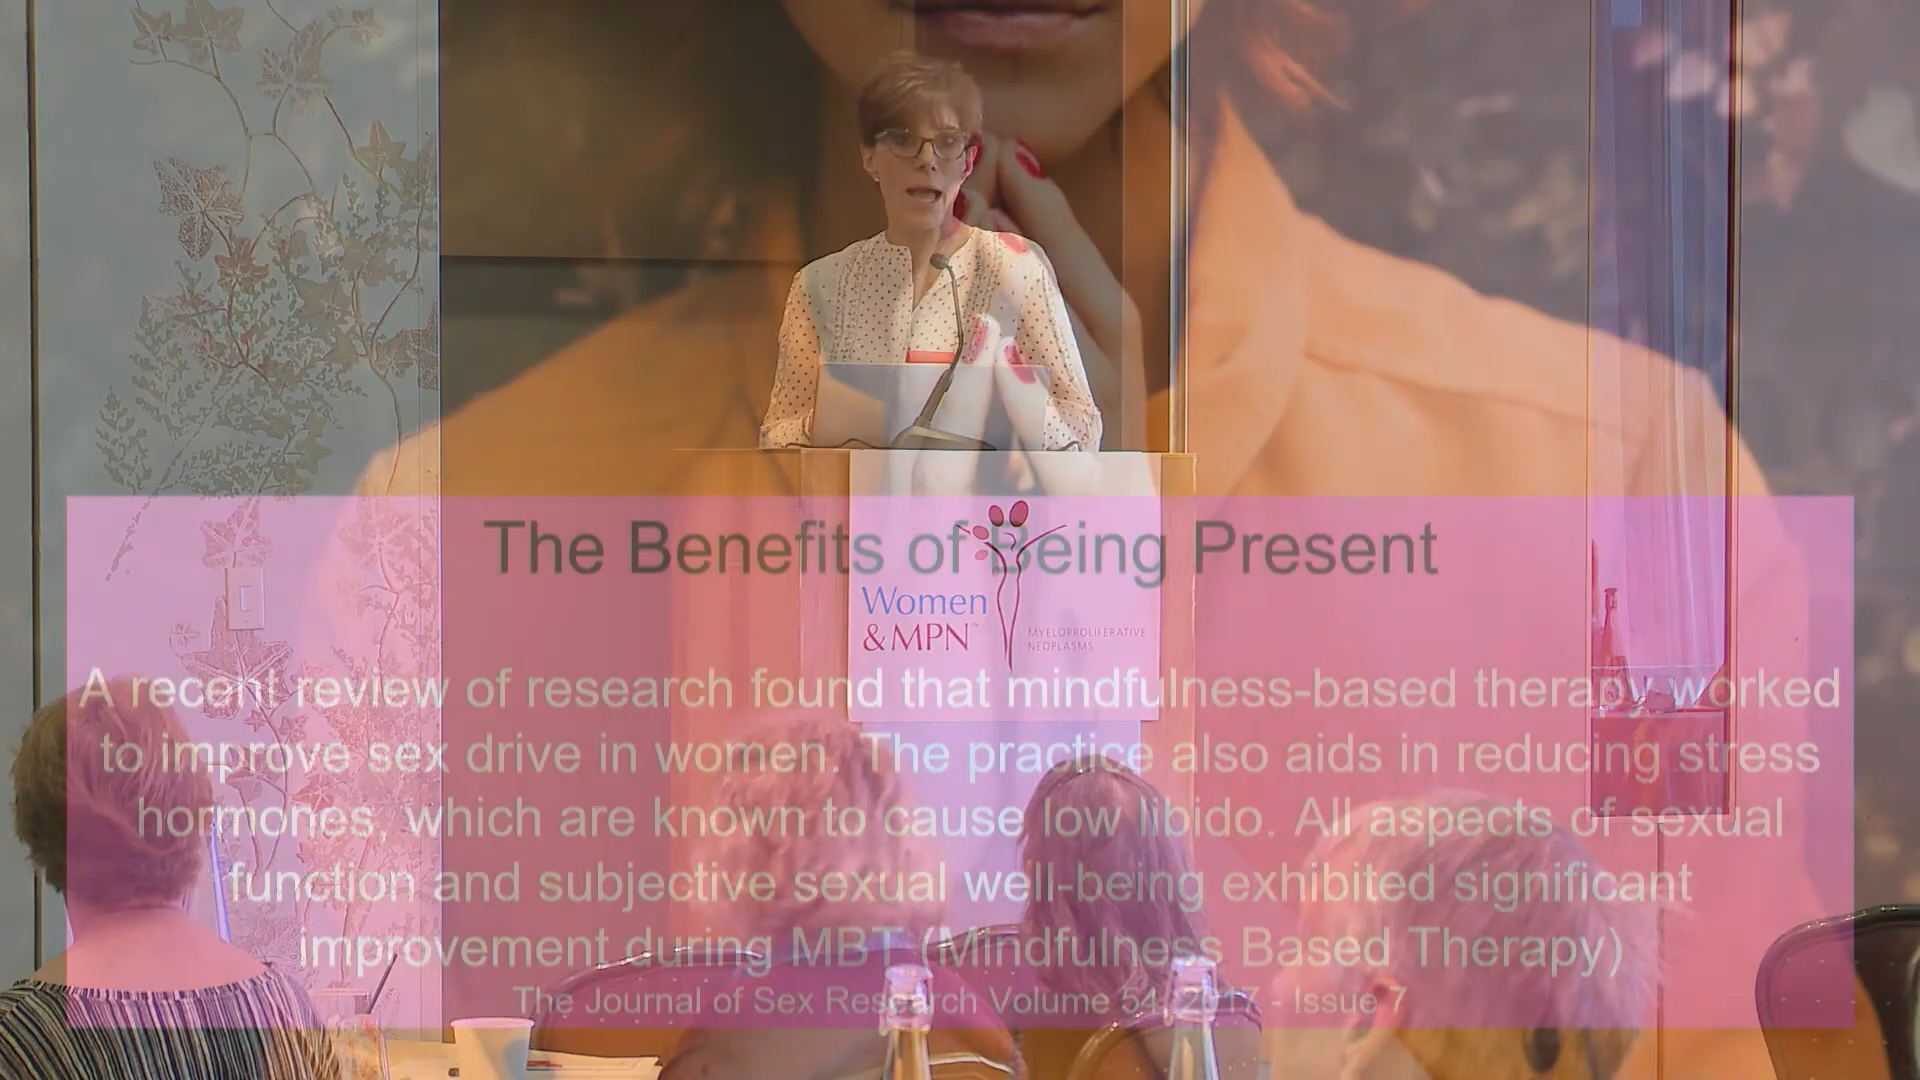 The Benefits of Being Present
Women
&MPN™
MYELOPROLIFERATIVE
NEOPLASMS
A recent review of research found that mindfulness-based therapy worked
to improve sex drive in women. The practice also aids in reducing stress
hormones, which are known to cause low libido. All aspects of sexual
function and subjective sexual well-being exhibited significant
improvement during MBT (Mindfulness Based Therapy)
The Journal of Sex Research Volume 54, 2017 - Issue 7